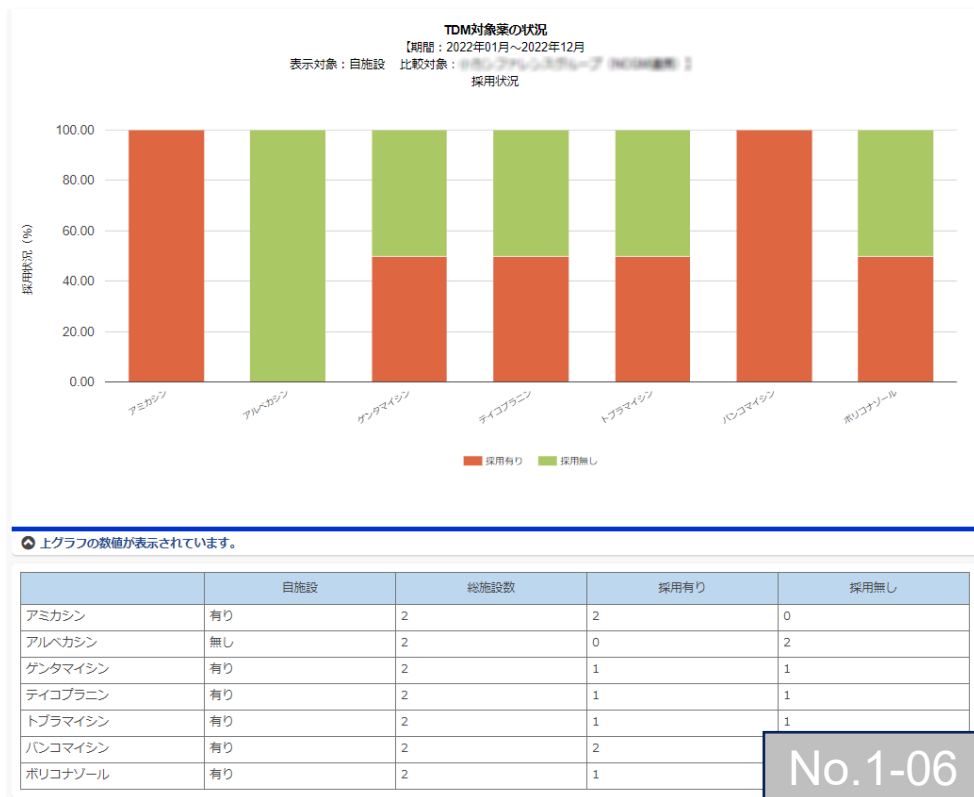 TDM対象薬の状況
【期間：2022年01月～2022年12月
表示対象：自施設 比較対象：
採用状況
採用状況（%）
100.00
80.00
60.00
40.00
20.00
0.00
アミカシン
アルベカシン
ゲンタマイシン
テイコプラニン
トブラマイシン
バンコマイシン
ボリコナゾール
採用有り 採用無し
上グラフの数値が表示されています。
自施設 総施設数 採用有り 採用無し
アミカシン 有り 2 2 0
アルベカシン 無し 2 0 2
ゲンタマイシン 有り 2 1 1
テイコプラニン 有り 2 1 1
トブラマイシン 有り 2 1 1
バンコマイシン 有り 2 2
ボリコナゾール 有り 2 1
No.1-06